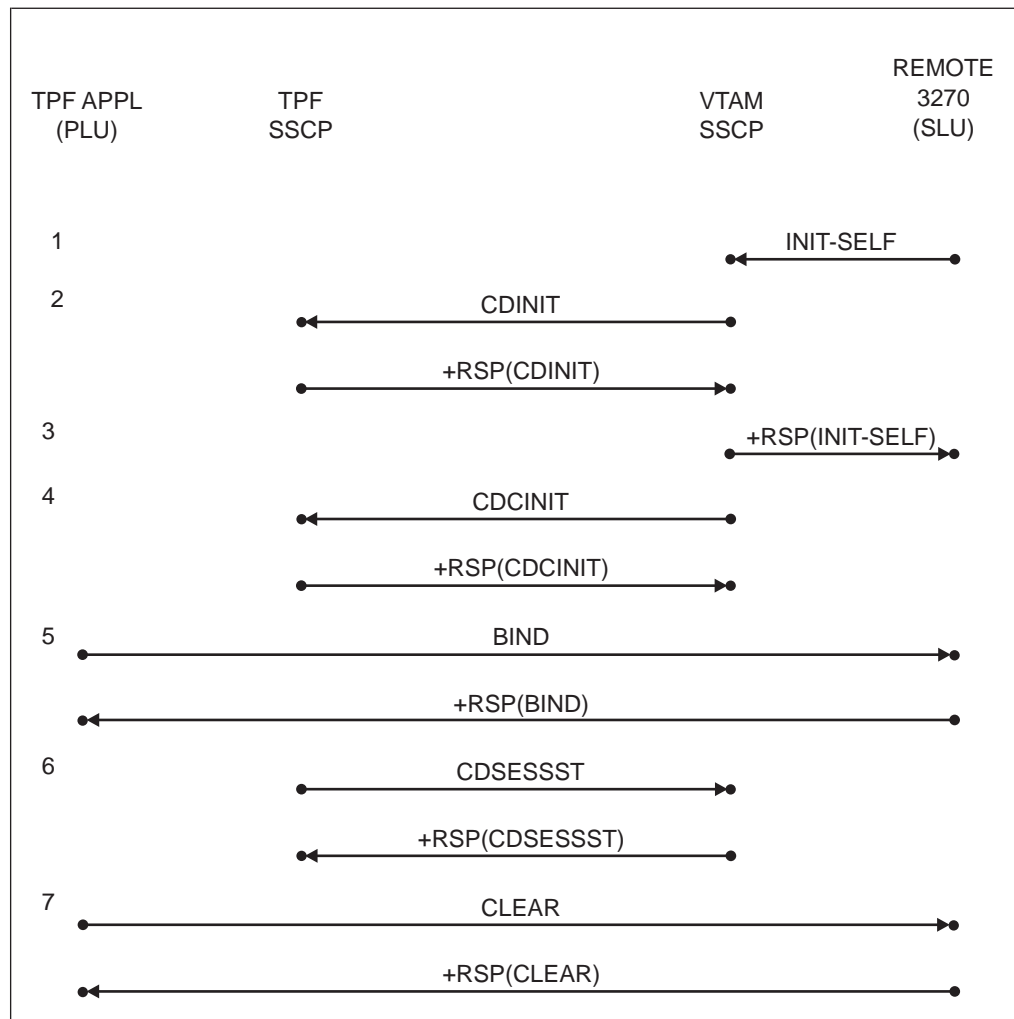 TPF APPL
(PLU)
TPF
SSCP
VTAM
SSCP
REMOTE
3270
(SLU)
1
INIT-SELF
2
CDINIT
+RSP(CDINIT)
3
+RSP(INIT-SELF)
4
CDCINIT
+RSP(CDCINIT)
5
BIND
+RSP(BIND)
6
CDSESSST
+RSP(CDSESSST)
7
CLEAR
+RSP(CLEAR)